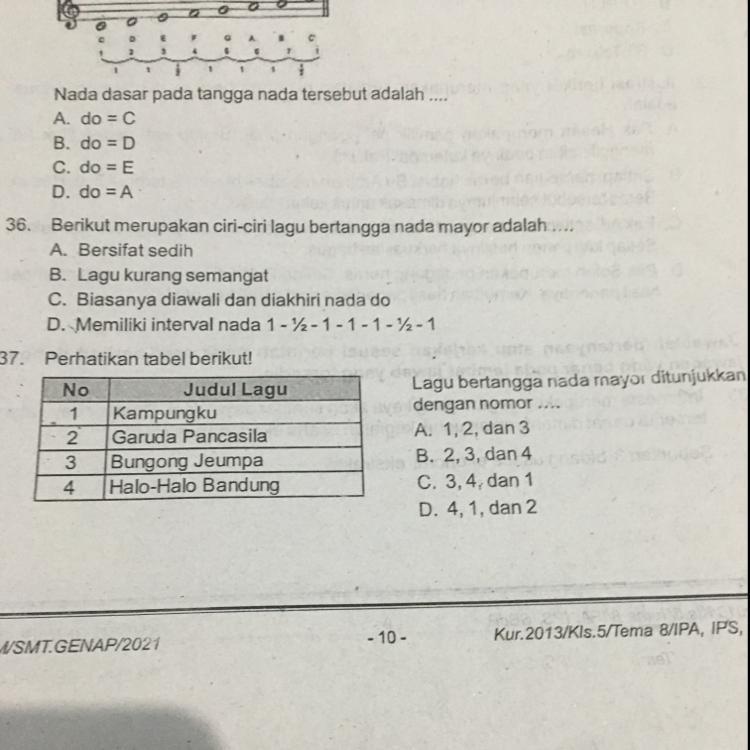 C D E F G A B C
1 2 3 4 5 6 7 1
1 1 ½ 1 1 1 ½
Nada dasar pada tangga nada tersebut adalah ....
A. do = C
B. do = D
C. do = E
D. do = A
36. Berikut merupakan ciri-ciri lagu bertangga nada mayor adalah ....
A. Bersifat sedih
B. Lagu kurang semangat
C. Biasanya diawali dan diakhiri nada do
D. Memiliki interval nada 1 - ½ - 1 - 1 - 1 - ½ - 1
37. Perhatikan tabel berikut!
No Judul Lagu
1 Kampungku
2 Garuda Pancasila
3 Bungong Jeumpa
4 Halo-Halo Bandung
Lagu bertangga nada mayor ditunjukkan
dengan nomor ....
A. 1, 2, dan 3
B. 2, 3, dan 4
C. 3, 4, dan 1
D. 4, 1, dan 2
/SMT.GENAP/2021
- 10 -
Kur.2013/Kls.5/Tema 8/IPA, IPS,